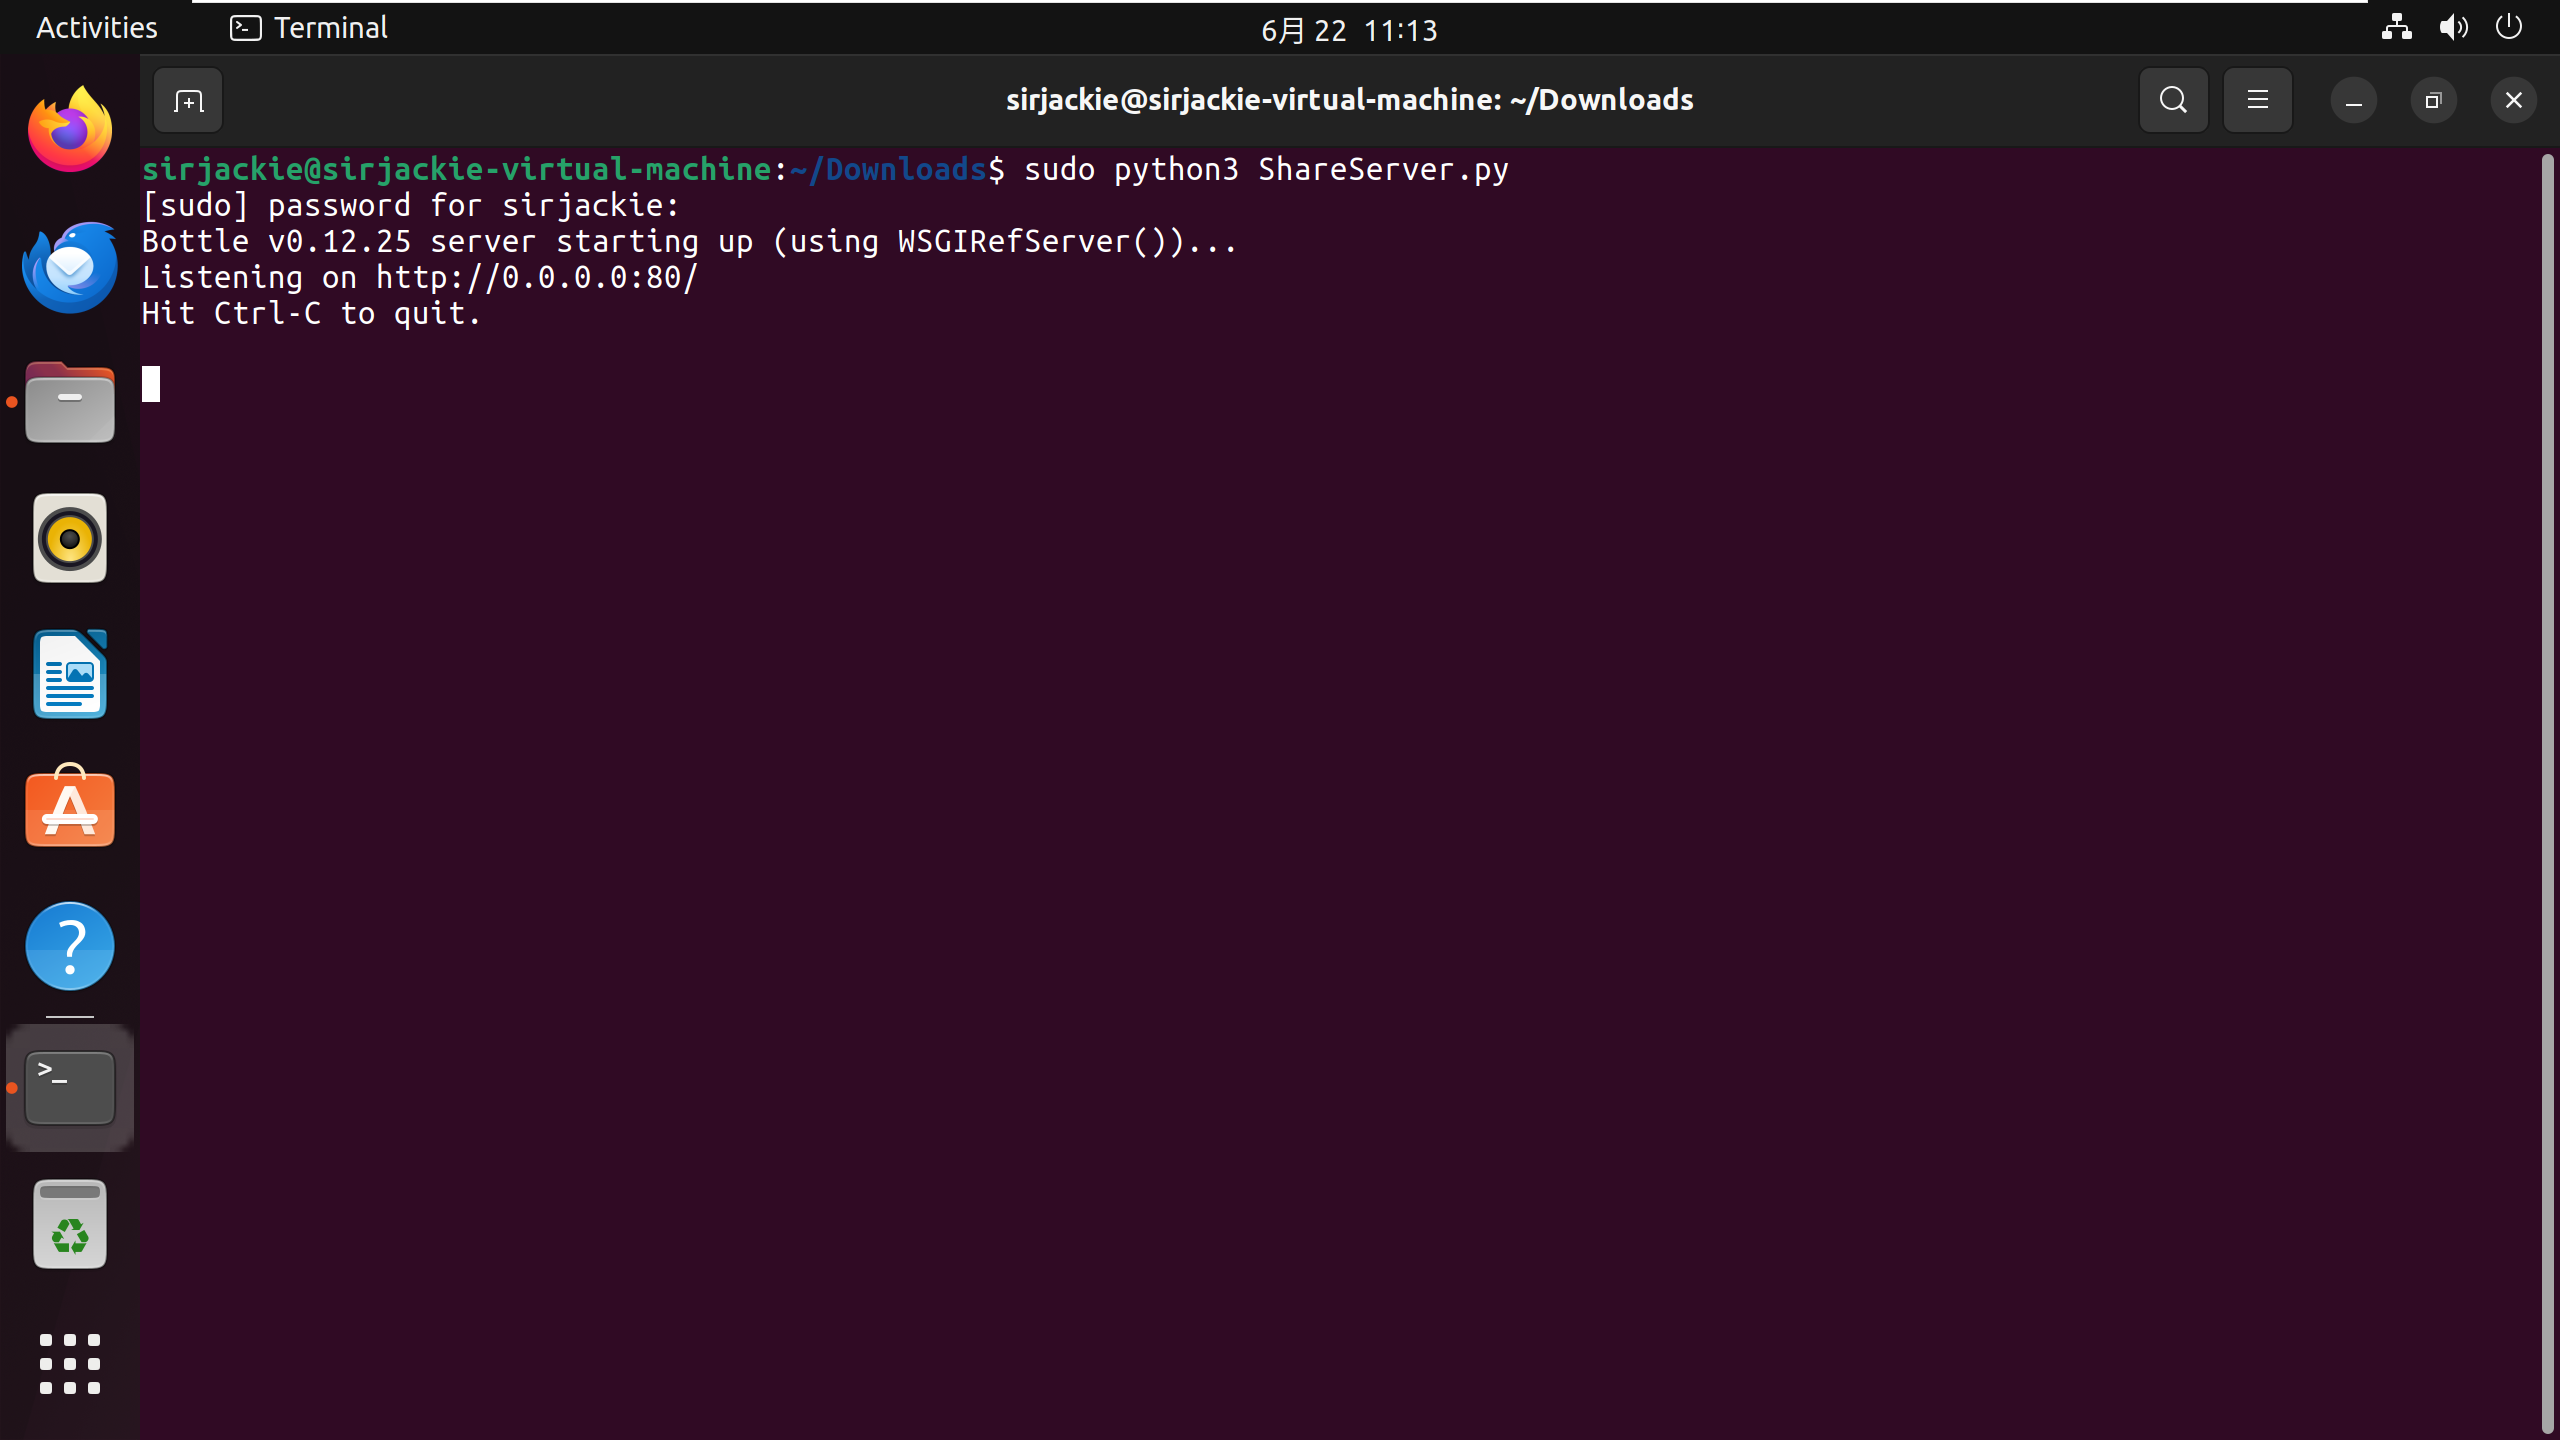 Activities
Terminal
6月 22 11:13
sirjackie@sirjackie-virtual-machine: ~/Downloads
sirjackie@sirjackie-virtual-machine:~/Downloads$ sudo python3 ShareServer.py
[sudo] password for sirjackie:
Bottle v0.12.25 server starting up (using WSGIRefServer())...
Listening on http://0.0.0.0:80/
Hit Ctrl-C to quit.